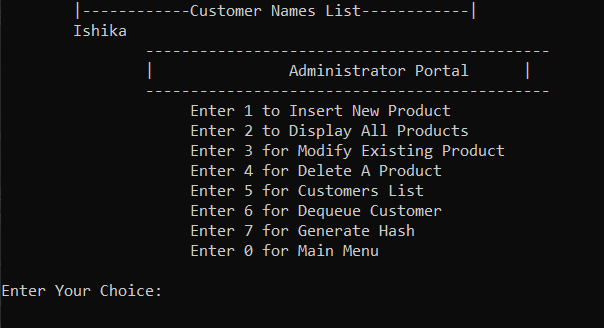 |------------Customer Names List------------|
Ishika
---------------------------------------------
| Administrator Portal |
---------------------------------------------
Enter 1 to Insert New Product
Enter 2 to Display All Products
Enter 3 for Modify Existing Product
Enter 4 for Delete A Product
Enter 5 for Customers List
Enter 6 for Dequeue Customer
Enter 7 for Generate Hash
Enter 0 for Main Menu
Enter Your Choice: